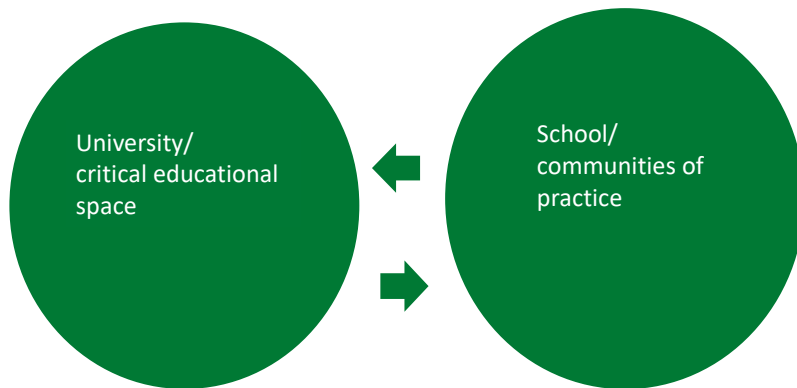 University/
critical educational
space
School/
communities of
practice